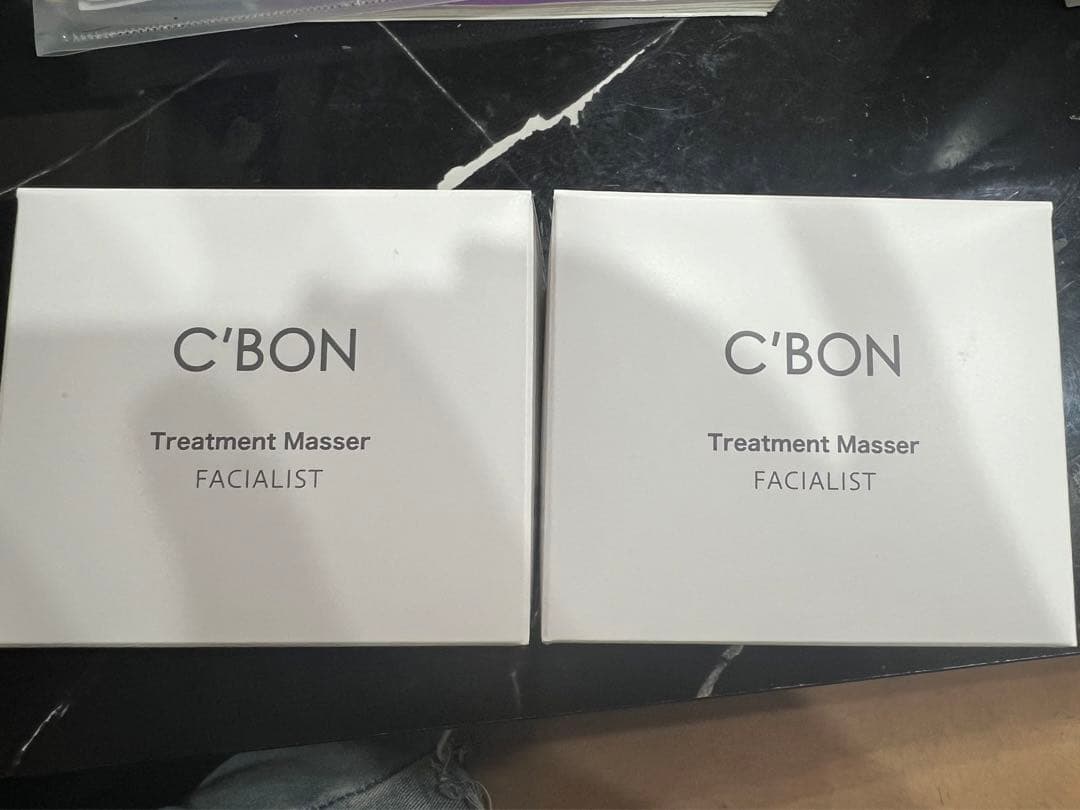 C'BON
Treatment Masser
FACIALIST
C'BON
Treatment Masser
FACIALIST